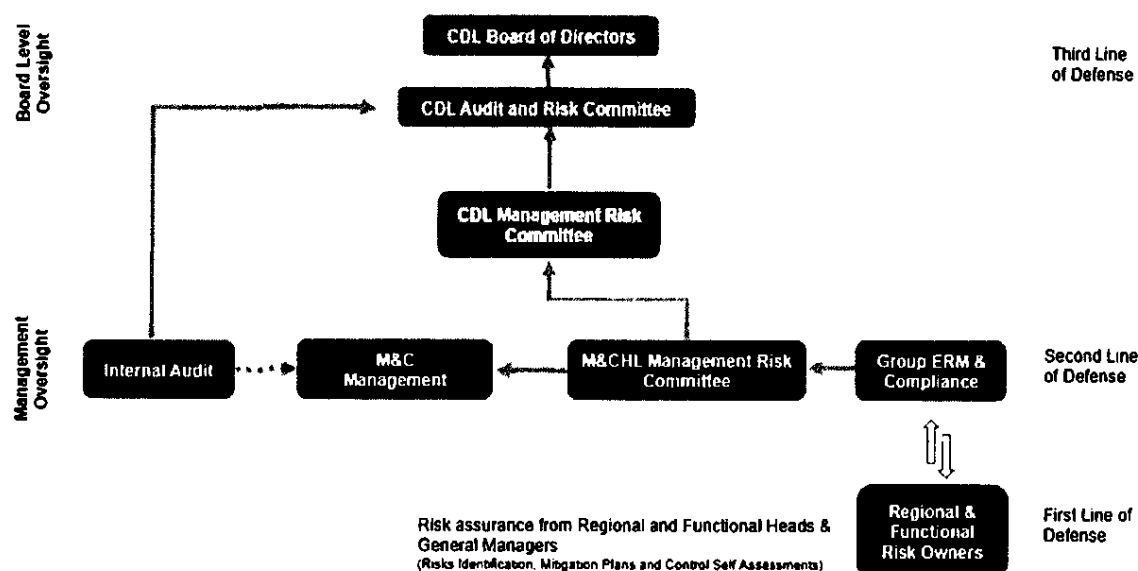 Board Level
Oversight
CDL Board of Directors
Third Line
of Defense
CDL Audit and Risk Committee
CDL Management Risk
Committee
Management
Oversight
Internal Audit
M&C
Management
M&CHL Management Risk
Committee
Group ERM &
Compliance
Second Line
of Defense
Risk assurance from Regional and Functional Heads &
General Managers
(Risks Identification, Mitigation Plans and Control Self Assessments)
Regional &
Functional
Risk Owners
First Line of
Defense